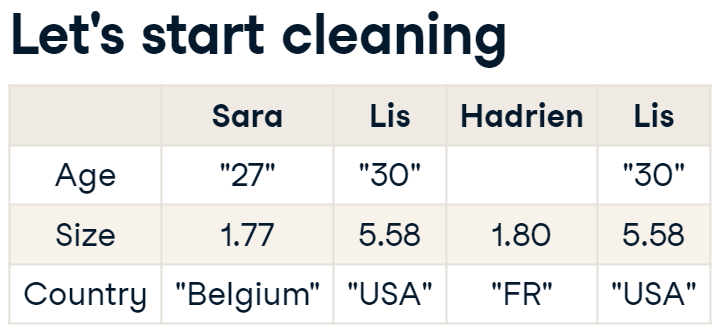 Let's start cleaning
Sara Lis Hadrien Lis
Age "27" "30" "30"
Size 1.77 5.58 1.80 5.58
Country "Belgium" "USA" "FR" "USA"